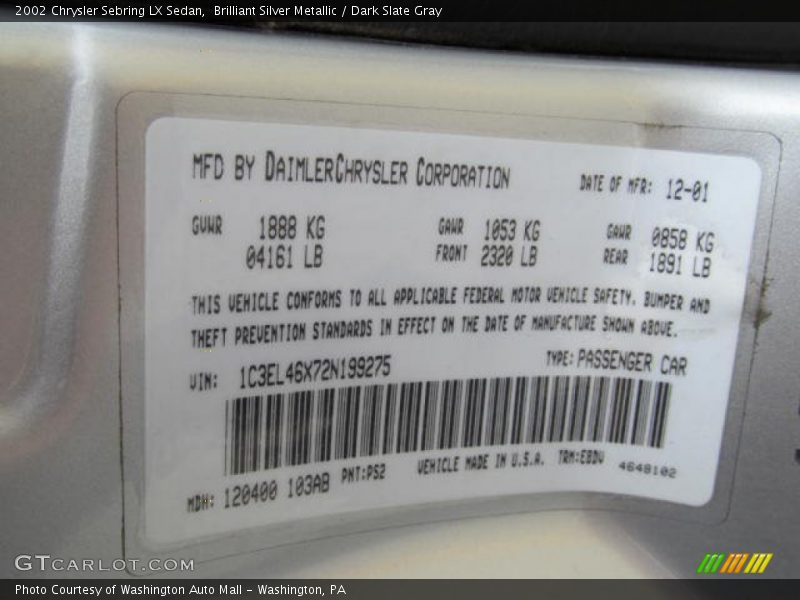 2002 Chrysler Sebring LX Sedan,  Brilliant Silver Metallic / Dark Slate Gray
MFD BY DAIMLERCHRYSLER CORPORATION
DATE OF MFR: 12-01
GVWR 1888 KG GAWR 1053 KG GAWR 0858 KG
04161 LB FRONT 2320 LB REAR 1891 LB
THIS VEHICLE CONFORMS TO ALL APPLICABLE FEDERAL MOTOR VEHICLE SAFETY, BUMPER AND
THEFT PREVENTION STANDARDS IN EFFECT ON THE DATE OF MANUFACTURE SHOWN ABOVE.
VIN: 1C3EL46X72N199275 TYPE: PASSENGER CAR
MDH: 120400 103AB PNT:PS2 VEHICLE MADE IN U.S.A. TRM:EBDV 4648102
GTCARLOT.COM
Photo Courtesy of Washington Auto Mall - Washington, PA